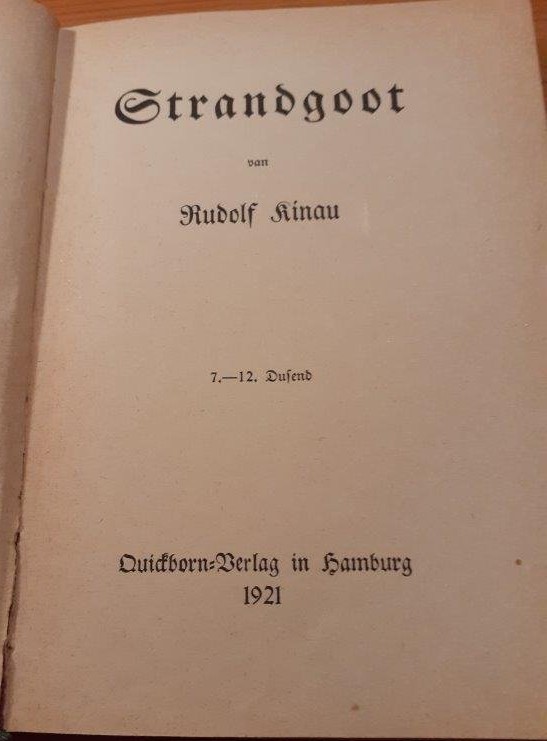 Strandgoot
van
Rudolf Kinau
7.—12. Duſend
Quickborn-Verlag in Hamburg
1921